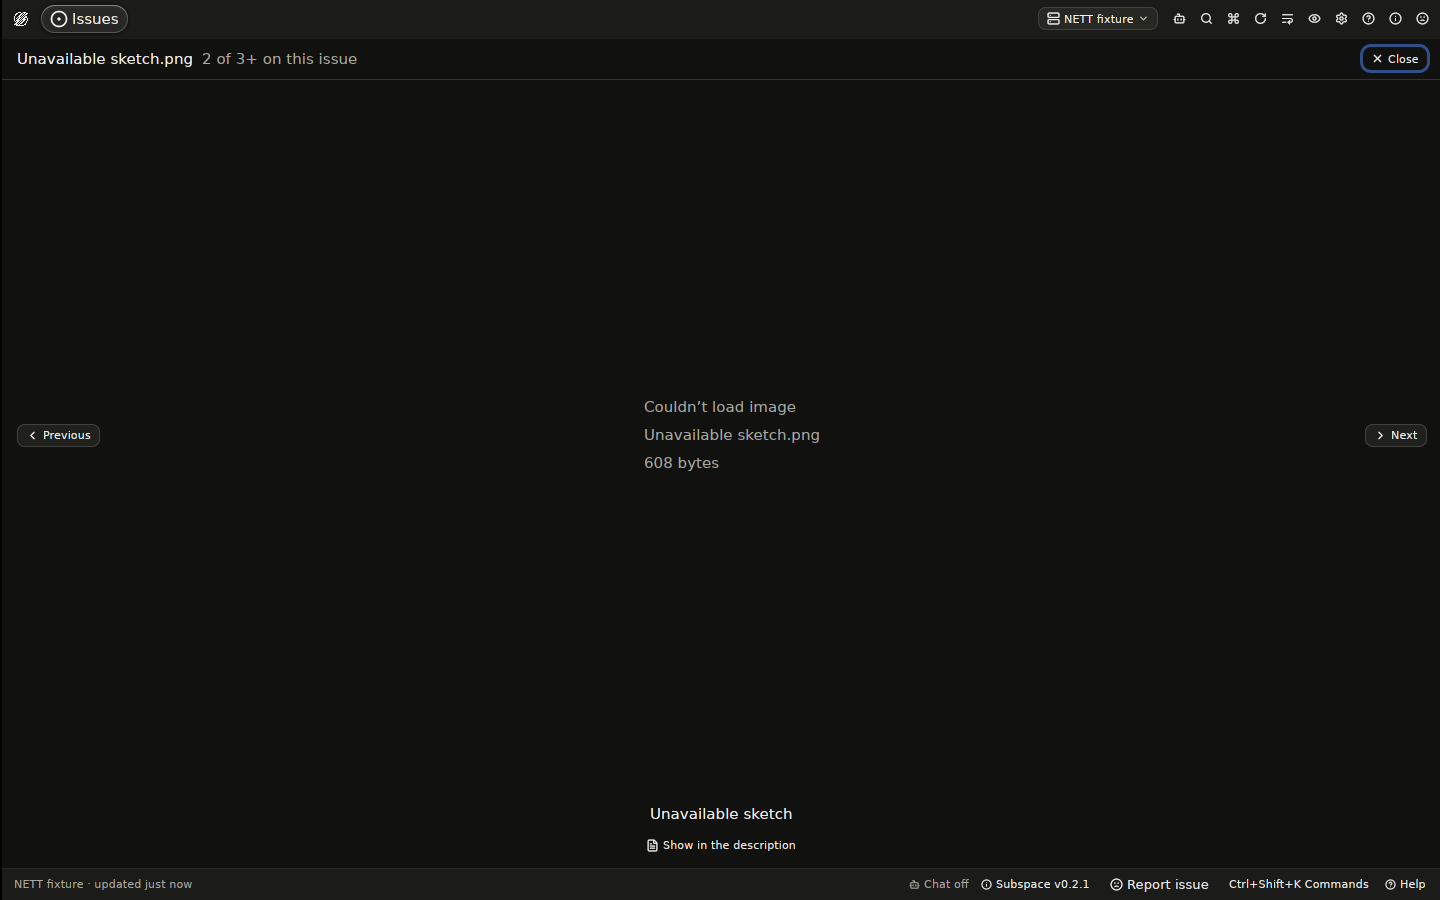 Issues
NETT fixture
Unavailable sketch.png 2 of 3+ on this issue
Close
Couldn’t load image
Previous
Unavailable sketch.png
Next
608 bytes
Unavailable sketch
Show in the description
NETT fixture · updated just now
Chat off
Subspace v0.2.1
Report issue
Ctrl+Shift+K Commands
Help